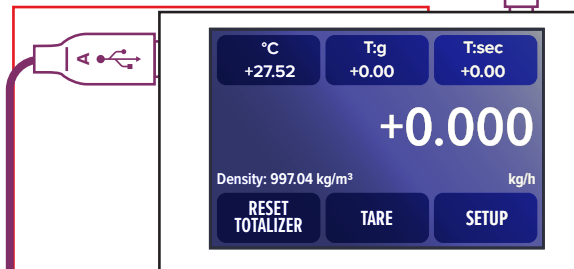 °C T:g T:sec
+27.52 +0.00 +0.00
A
+0.000
Density: 997.04 kg/m³ kg/h
RESET TOTALIZER TARE SETUP